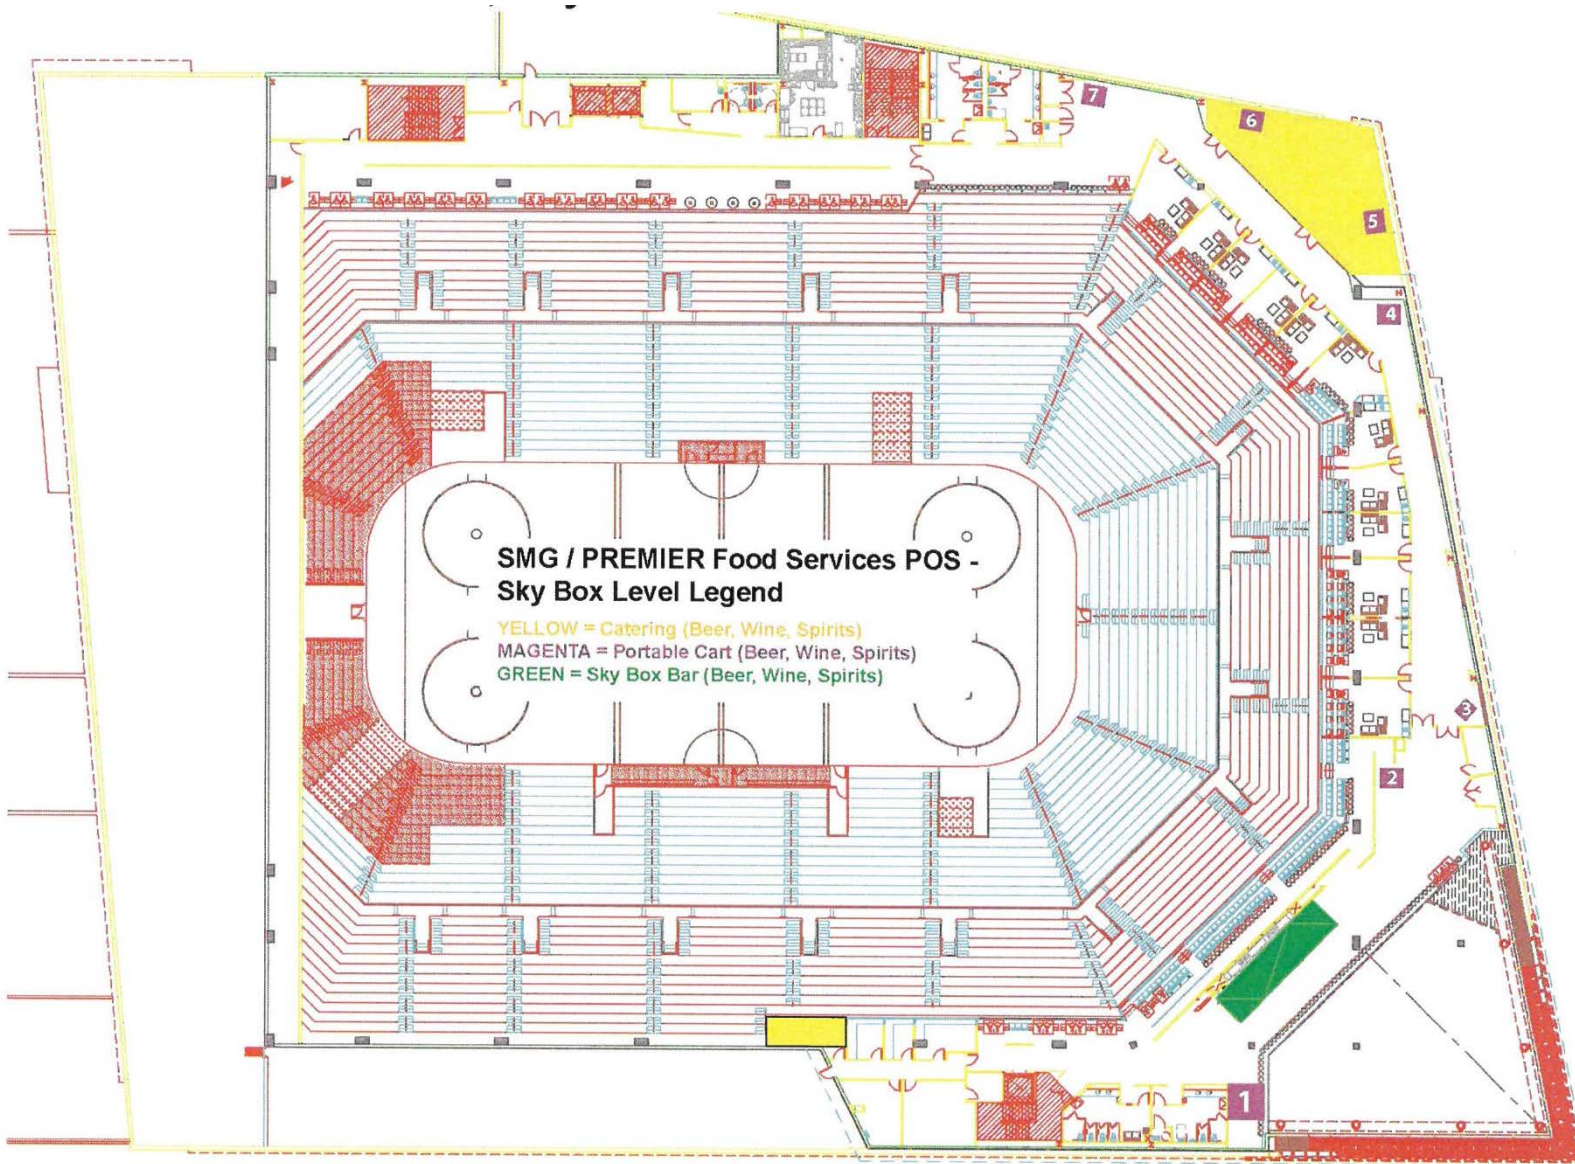 7
6
5
4
SMG / PREMIER Food Services POS -
Sky Box Level Legend
YELLOW = Catering (Beer, Wine, Spirits)
MAGENTA = Portable Cart (Beer, Wine, Spirits)
GREEN = Sky Box Bar (Beer, Wine, Spirits)
3
2
1